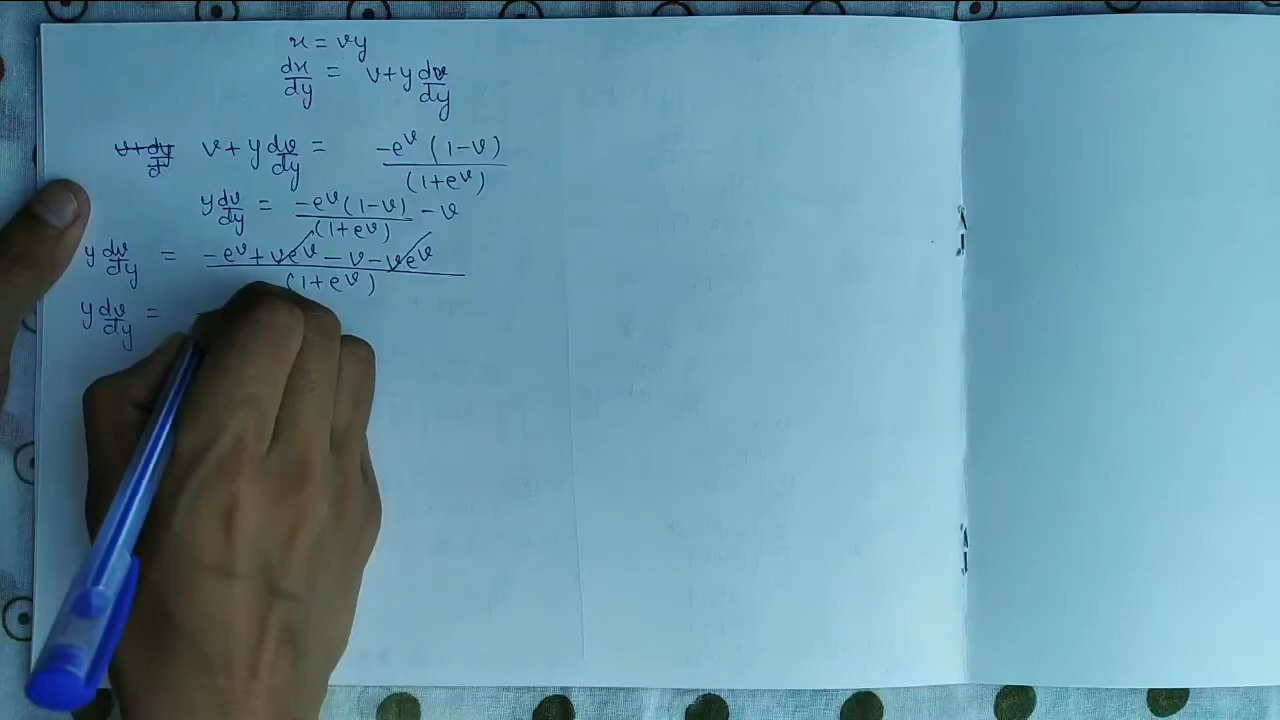 x = vy
dx/dy = v+y dv/dy
v+dy/d v+y dv/dy = -e^v (1-v)/(1+e^v)
y dv/dy = -e^v (1-v)/(1+e^v) - v
y dv/dy = -e^v + ve^v - v - ve^v/(1+e^v)
y dv/dy =